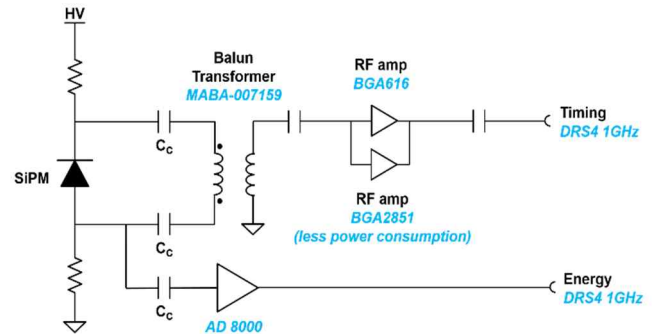 HV
Balun
Transformer
MABA-007159
RF amp
BGA616
Timing
DRS4 1GHz
Cc
SiPM
RF amp
BGA2851
(less power consumption)
Cc
Energy
DRS4 1GHz
Cc
AD 8000